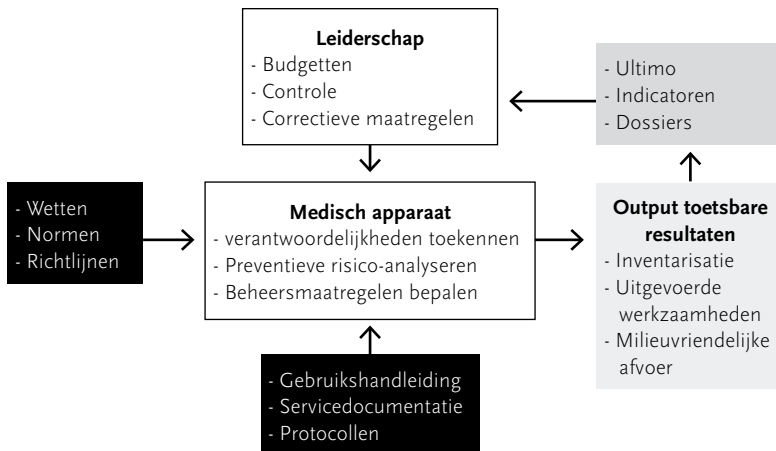 Leiderschap
- Budgetten
- Controle
- Correctieve maatregelen
- Ultimo
- Indicatoren
- Dossiers
- Wetten
- Normen
- Richtlijnen
Medisch apparaat
- verantwoordelijkheden toekennen
- Preventieve risico-analyseren
- Beheersmaatregelen bepalen
Output toetsbare
resultaten
- Inventarisatie
- Uitgevoerde
werkzaamheden
- Milieuvriendelijke
afvoer
- Gebruikshandleiding
- Servicedocumentatie
- Protocollen